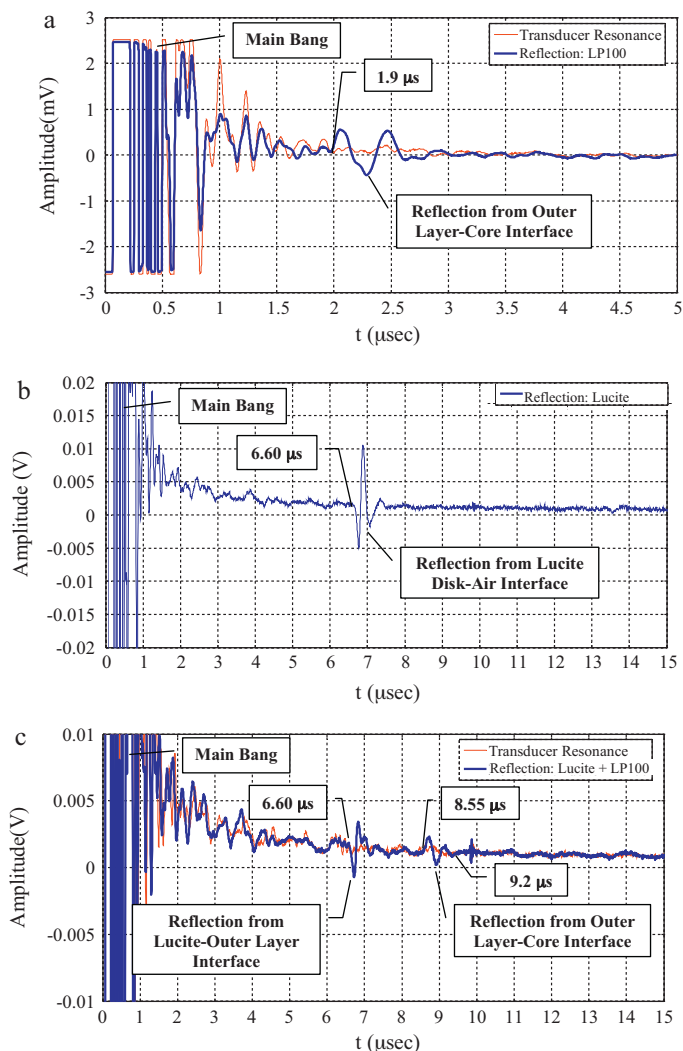 a
3
2
1
0
-1
-2
-3
Amplitude(mV)
Main Bang
Transducer Resonance
Reflection: LP100
1.9 µs
Reflection from Outer
Layer-Core Interface
0 0.5 1 1.5 2 2.5 3 3.5 4 4.5 5
t (µsec)
b
0.02
0.015
0.01
0.005
0
-0.005
-0.01
-0.015
-0.02
Amplitude (V)
Main Bang
Reflection: Lucite
6.60 µs
Reflection from Lucite
Disk-Air Interface
0 1 2 3 4 5 6 7 8 9 10 11 12 13 14 15
t (µsec)
c
0.01
0.005
0
-0.005
-0.01
Amplitude(V)
Main Bang
Transducer Resonance
Reflection: Lucite + LP100
6.60 µs
8.55 µs
9.2 µs
Reflection from
Lucite-Outer Layer
Interface
Reflection from Outer
Layer-Core Interface
0 1 2 3 4 5 6 7 8 9 10 11 12 13 14 15
t (µsec)